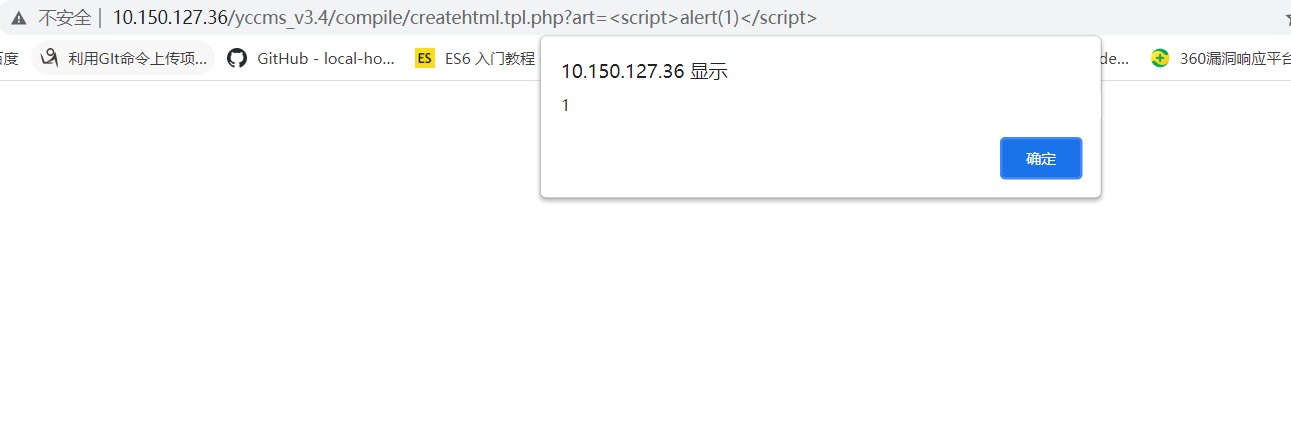 不安全 | 10.150.127.36/yccms_v3.4/compile/createhtml.tpl.php?art=<script>alert(1)</script>
百度 利用GIt命令上传项... GitHub - local-ho... ES ES6 入门教程 de... 360漏洞响应平台
10.150.127.36 显示
1
确定